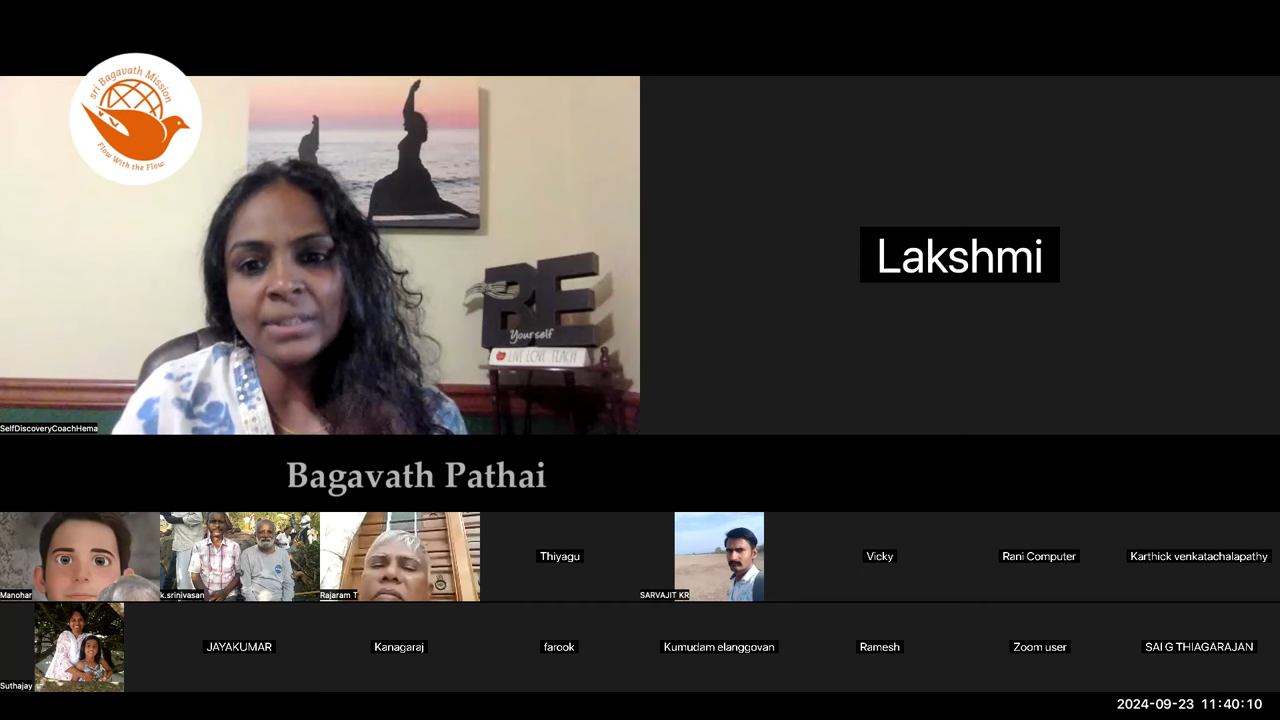 sri Bagavath Mission
Flow With the Flow
BE
Yourself
LIVE LOVE TEACH
Lakshmi
SelfDiscoveryCoachHema
Bagavath Pathai
Manohar
k.srinivasan
Rajaram T
Thiyagu
SARVAJIT KR
Vicky
Rani Computer
Karthick venkatachalapathy
Suthajay
JAYAKUMAR
Kanagaraj
farook
Kumudam elanggovan
Ramesh
Zoom user
SAI G THIAGARAJAN
2024-09-23 11:40:10